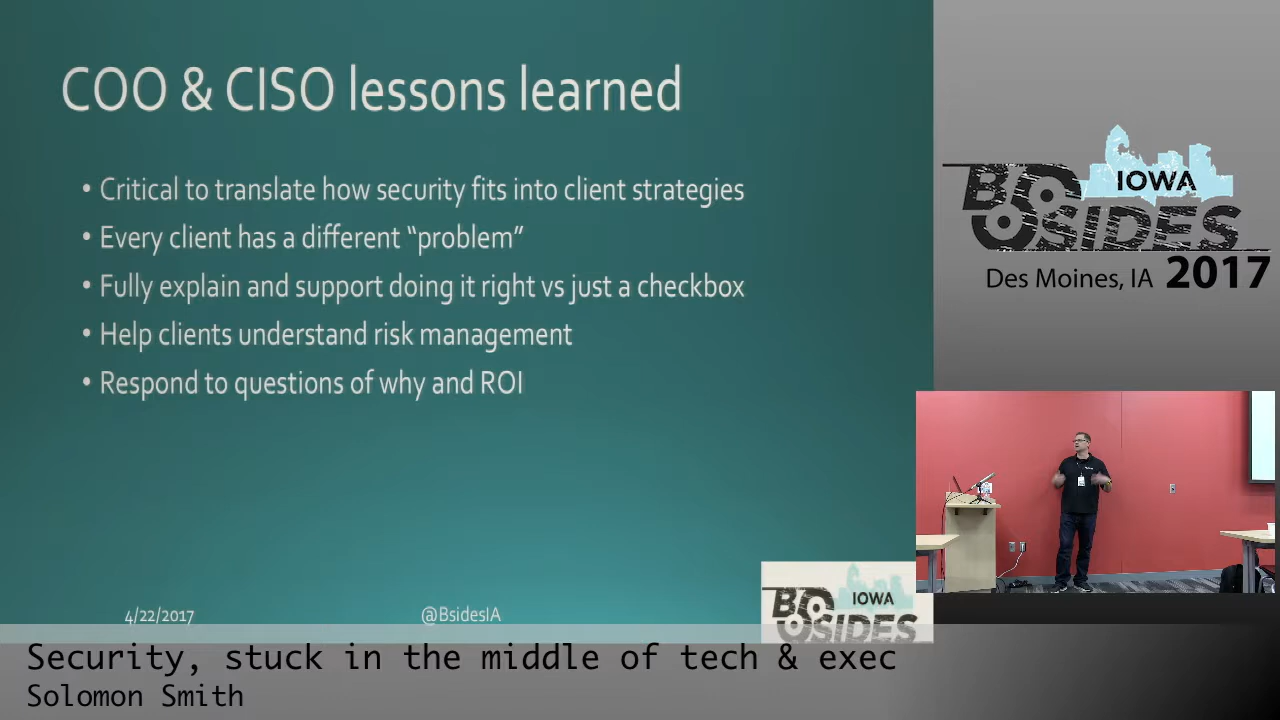 COO & CISO lessons learned
• Critical to translate how security fits into client strategies
• Every client has a different “problem”
• Fully explain and support doing it right vs just a checkbox
• Help clients understand risk management
• Respond to questions of why and ROI
4/22/2017
@BsidesIA
IOWA
BSIDES
IOWA
BSIDES
Des Moines, IA 2017
Security, stuck in the middle of tech & exec
Solomon Smith